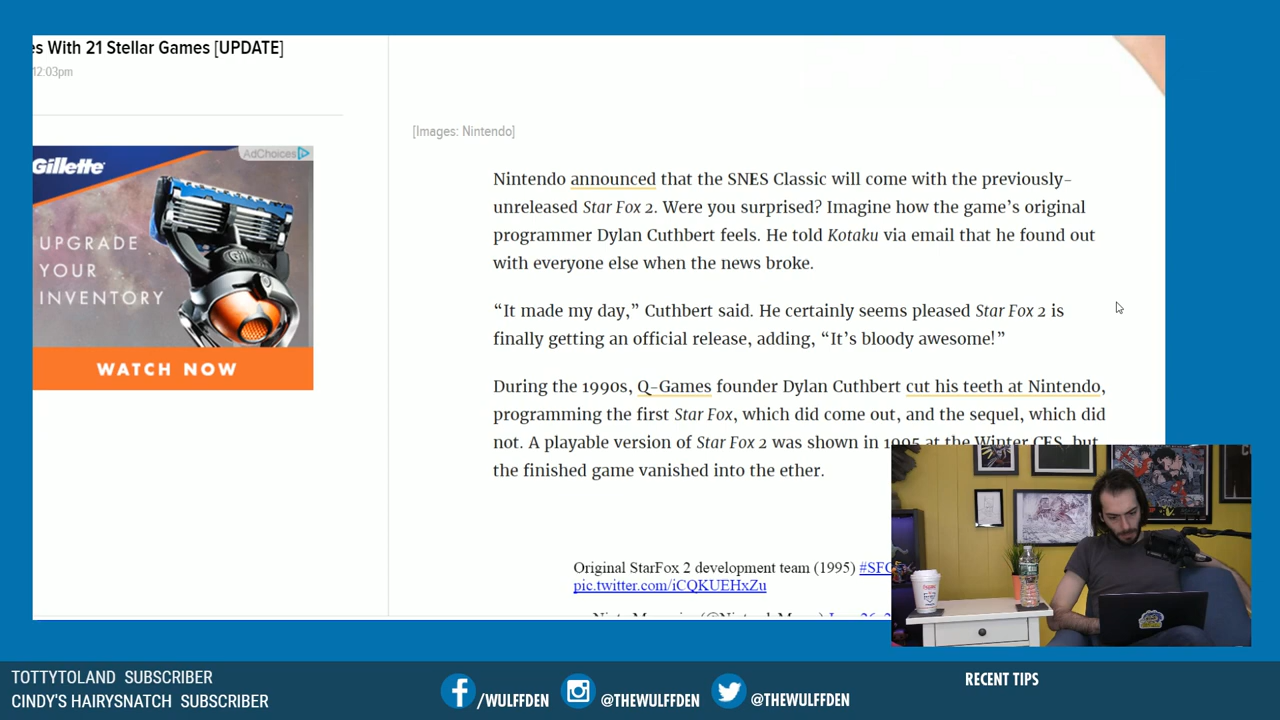 es With 21 Stellar Games [UPDATE]
12:03pm
Gillette
AdChoices
UPGRADE
YOUR
INVENTORY
WATCH NOW
[Images: Nintendo]
Nintendo announced that the SNES Classic will come with the previously-
unreleased Star Fox 2. Were you surprised? Imagine how the game's original
programmer Dylan Cuthbert feels. He told Kotaku via email that he found out
with everyone else when the news broke.
“It made my day,” Cuthbert said. He certainly seems pleased Star Fox 2 is
finally getting an official release, adding, “It's bloody awesome!”
During the 1990s, Q-Games founder Dylan Cuthbert cut his teeth at Nintendo,
programming the first Star Fox, which did come out, and the sequel, which did
not. A playable version of Star Fox 2 was shown in 1995 at the Winter CES, but
the finished game vanished into the ether.
Original StarFox 2 development team (1995) #SFC
pic.twitter.com/iCQKUEHxZu
TOTTYTOLAND SUBSCRIBER
CINDY'S HAIRYSNATCH SUBSCRIBER
/WULFFDEN
@THEWULFFDEN
@THEWULFFDEN
RECENT TIPS